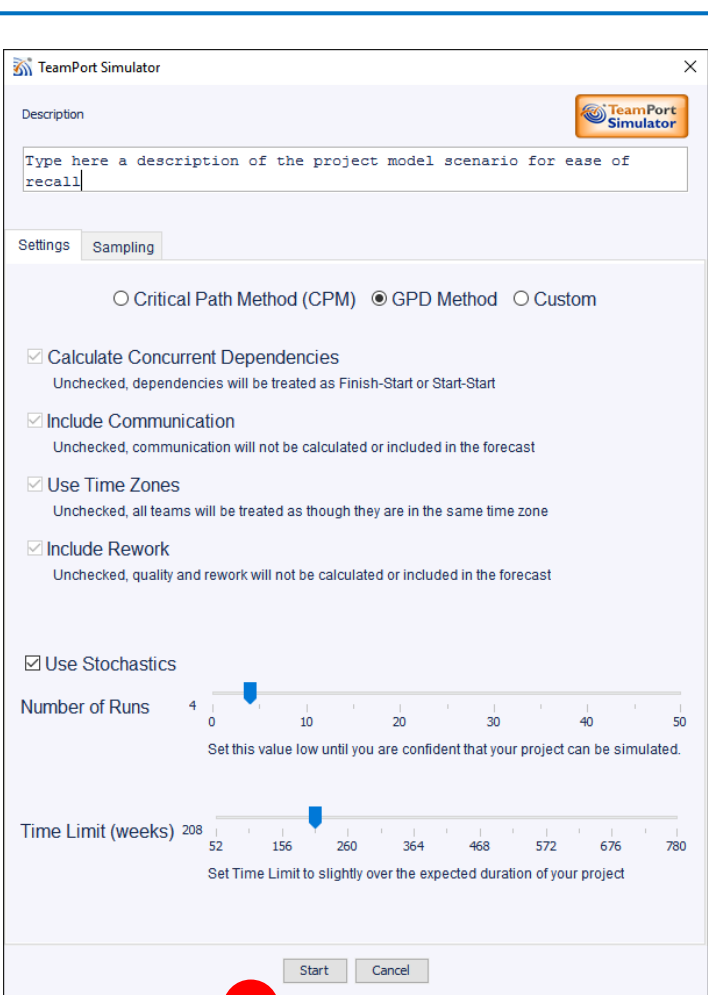 TeamPort Simulator
Description
TeamPort
Simulator
Type here a description of the project model scenario for ease of
recall
Settings Sampling
Critical Path Method (CPM) GPD Method Custom
Calculate Concurrent Dependencies
Unchecked, dependencies will be treated as Finish-Start or Start-Start
Include Communication
Unchecked, communication will not be calculated or included in the forecast
Use Time Zones
Unchecked, all teams will be treated as though they are in the same time zone
Include Rework
Unchecked, quality and rework will not be calculated or included in the forecast
Use Stochastics
Number of Runs 4
0 10 20 30 40 50
Set this value low until you are confident that your project can be simulated.
Time Limit (weeks) 208
52 156 260 364 468 572 676 780
Set Time Limit to slightly over the expected duration of your project
Start Cancel